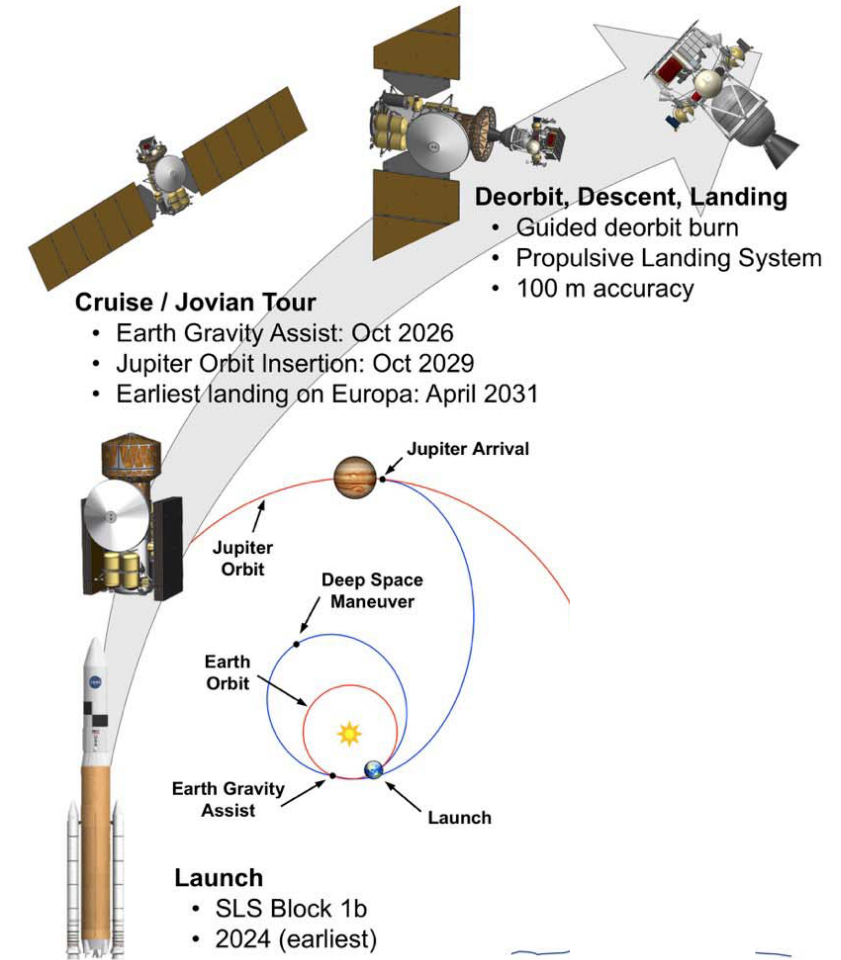 Deorbit, Descent, Landing
• Guided deorbit burn
• Propulsive Landing System
• 100 m accuracy
Cruise / Jovian Tour
• Earth Gravity Assist: Oct 2026
• Jupiter Orbit Insertion: Oct 2029
• Earliest landing on Europa: April 2031
Jupiter Arrival
Jupiter
Orbit
Deep Space
Maneuver
Earth
Orbit
Earth Gravity
Assist
Launch
Launch
• SLS Block 1b
• 2024 (earliest)